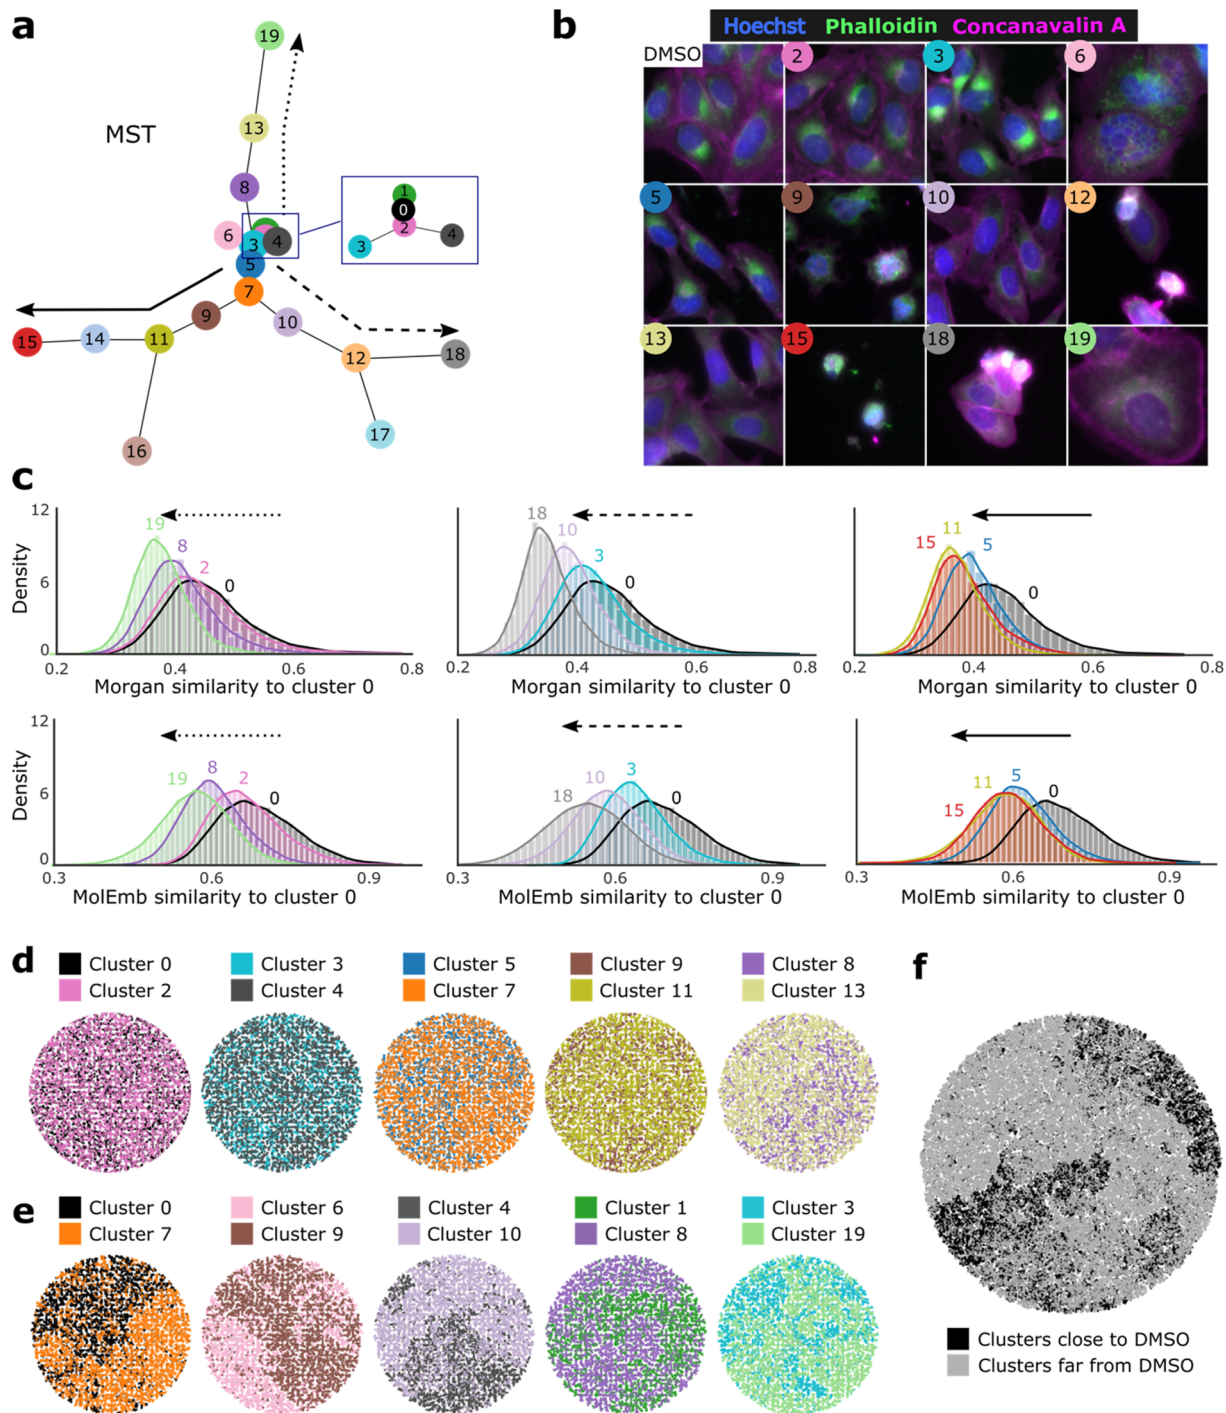 a
MST
19
13
8
6
3
4
5
7
9
10
11
14
15
12
18
17
16
1
0
2
3
4
b
Hoechst Phalloidin Concanavalin A
DMSO 2 3 6
5 9 10 12
13 15 18 19
c
12
6
0
Density
19 8 2 0
0.2 0.4 0.6 0.8
Morgan similarity to cluster 0
18 10 3 0
0.2 0.4 0.6 0.8
Morgan similarity to cluster 0
15 11 5 0
0.2 0.4 0.6 0.8
Morgan similarity to cluster 0
12
6
0
Density
19 8 2 0
0.3 0.6 0.9
MolEmb similarity to cluster 0
18 10 3 0
0.3 0.6 0.9
MolEmb similarity to cluster 0
15 11 5 0
0.3 0.6 0.9
MolEmb similarity to cluster 0
d
Cluster 0 Cluster 3 Cluster 5 Cluster 9 Cluster 8
Cluster 2 Cluster 4 Cluster 7 Cluster 11 Cluster 13
e
Cluster 0 Cluster 6 Cluster 4 Cluster 1 Cluster 3
Cluster 7 Cluster 9 Cluster 10 Cluster 8 Cluster 19
f
Clusters close to DMSO
Clusters far from DMSO